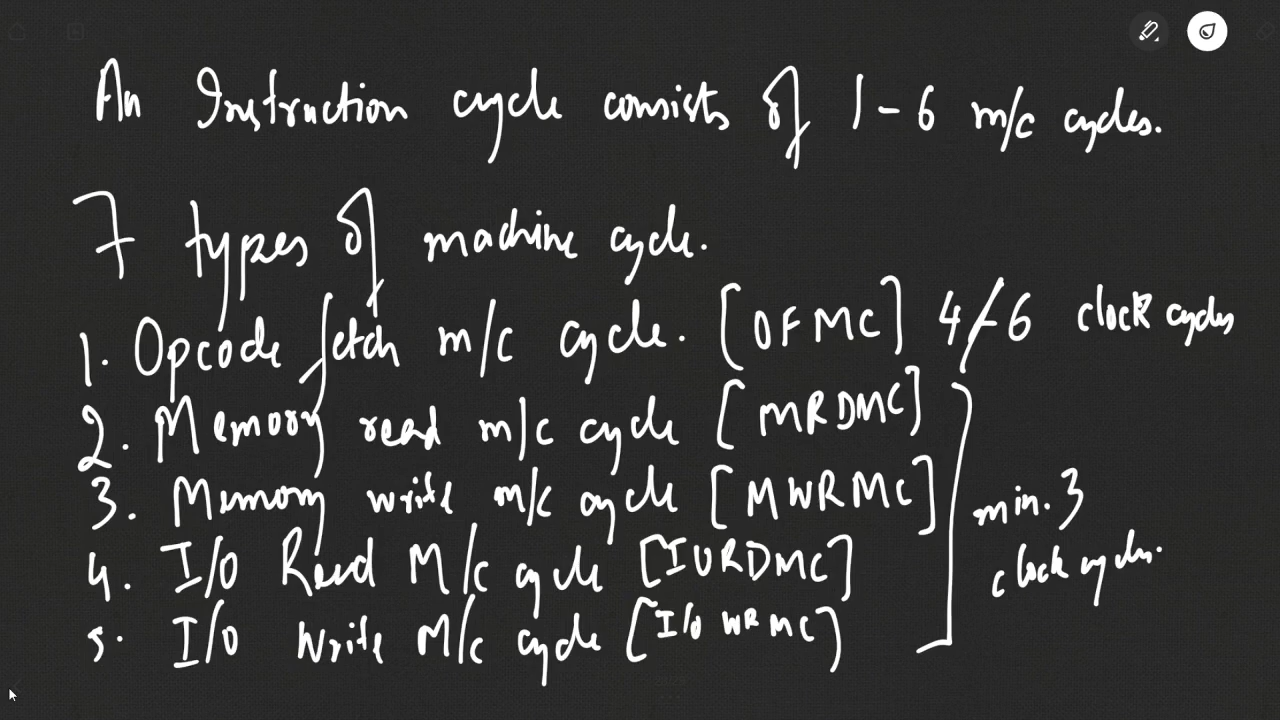 An Instruction cycle consists of 1-6 m/c cycles.
7 types of machine cycle.
1. Opcode fetch m/c cycle. [OFMC] 4/-6 clock cycles
2. Memory read m/c cycle [MRDMC]
3. Memory write m/c cycle [MWRMC]
min. 3
clock cycles.
4. I/O Read M/c cycle [IORDMC]
5. I/O Write M/c cycle [I/O WRMC]